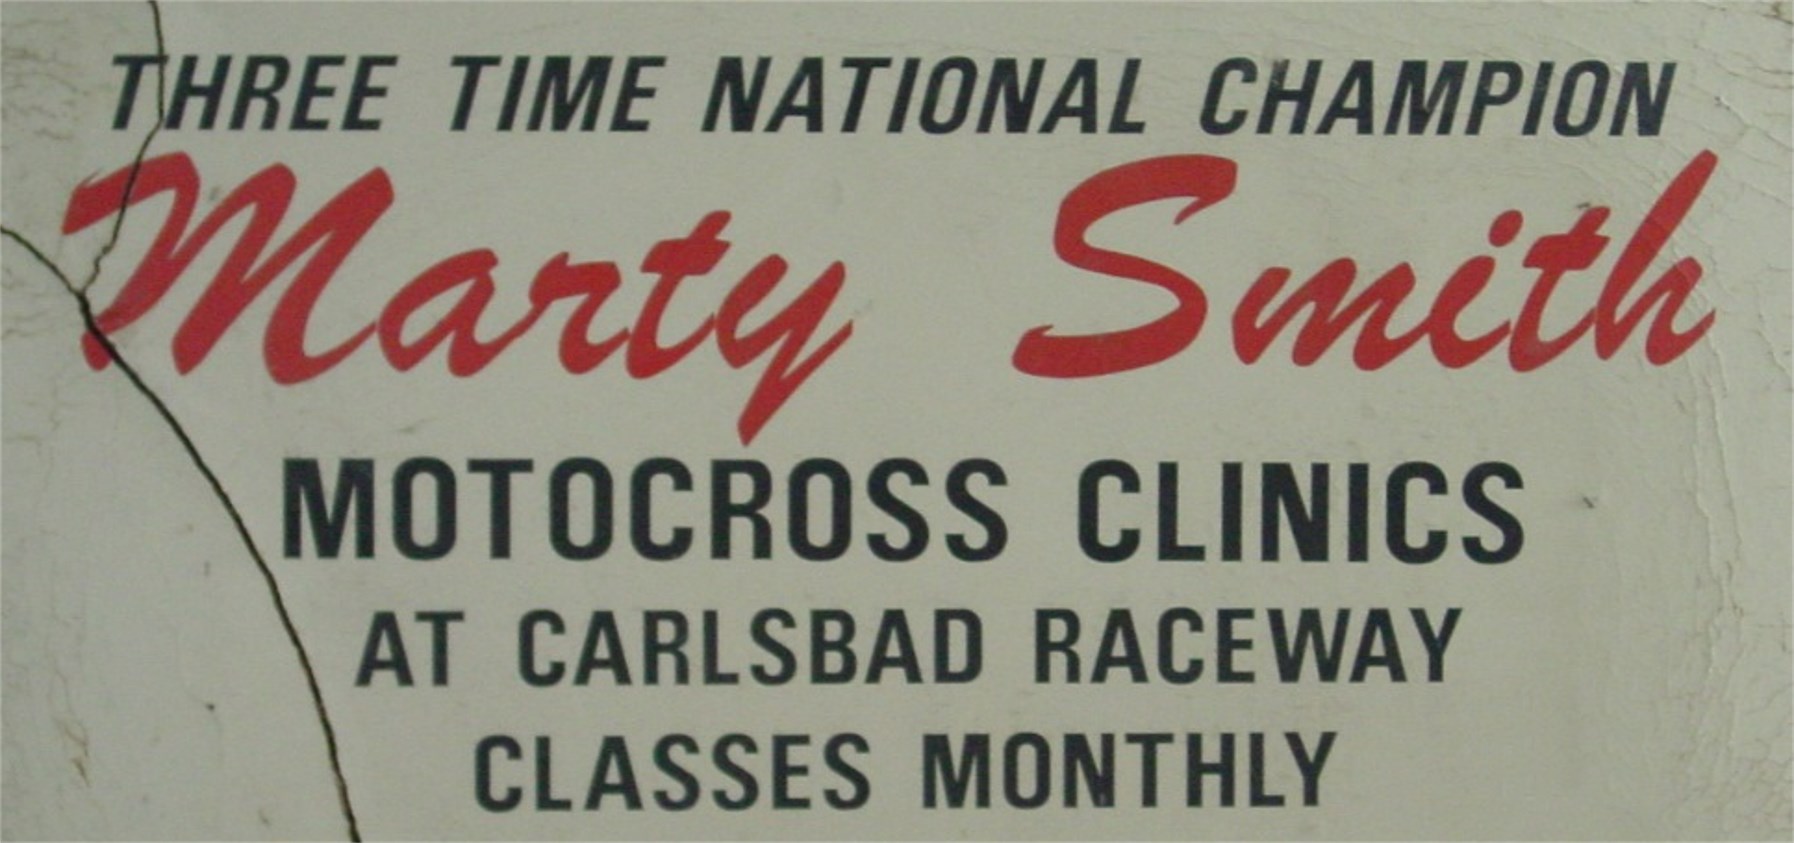 THREE TIME NATIONAL CHAMPION
Marty Smith
MOTOCROSS CLINICS
AT CARLSBAD RACEWAY
CLASSES MONTHLY